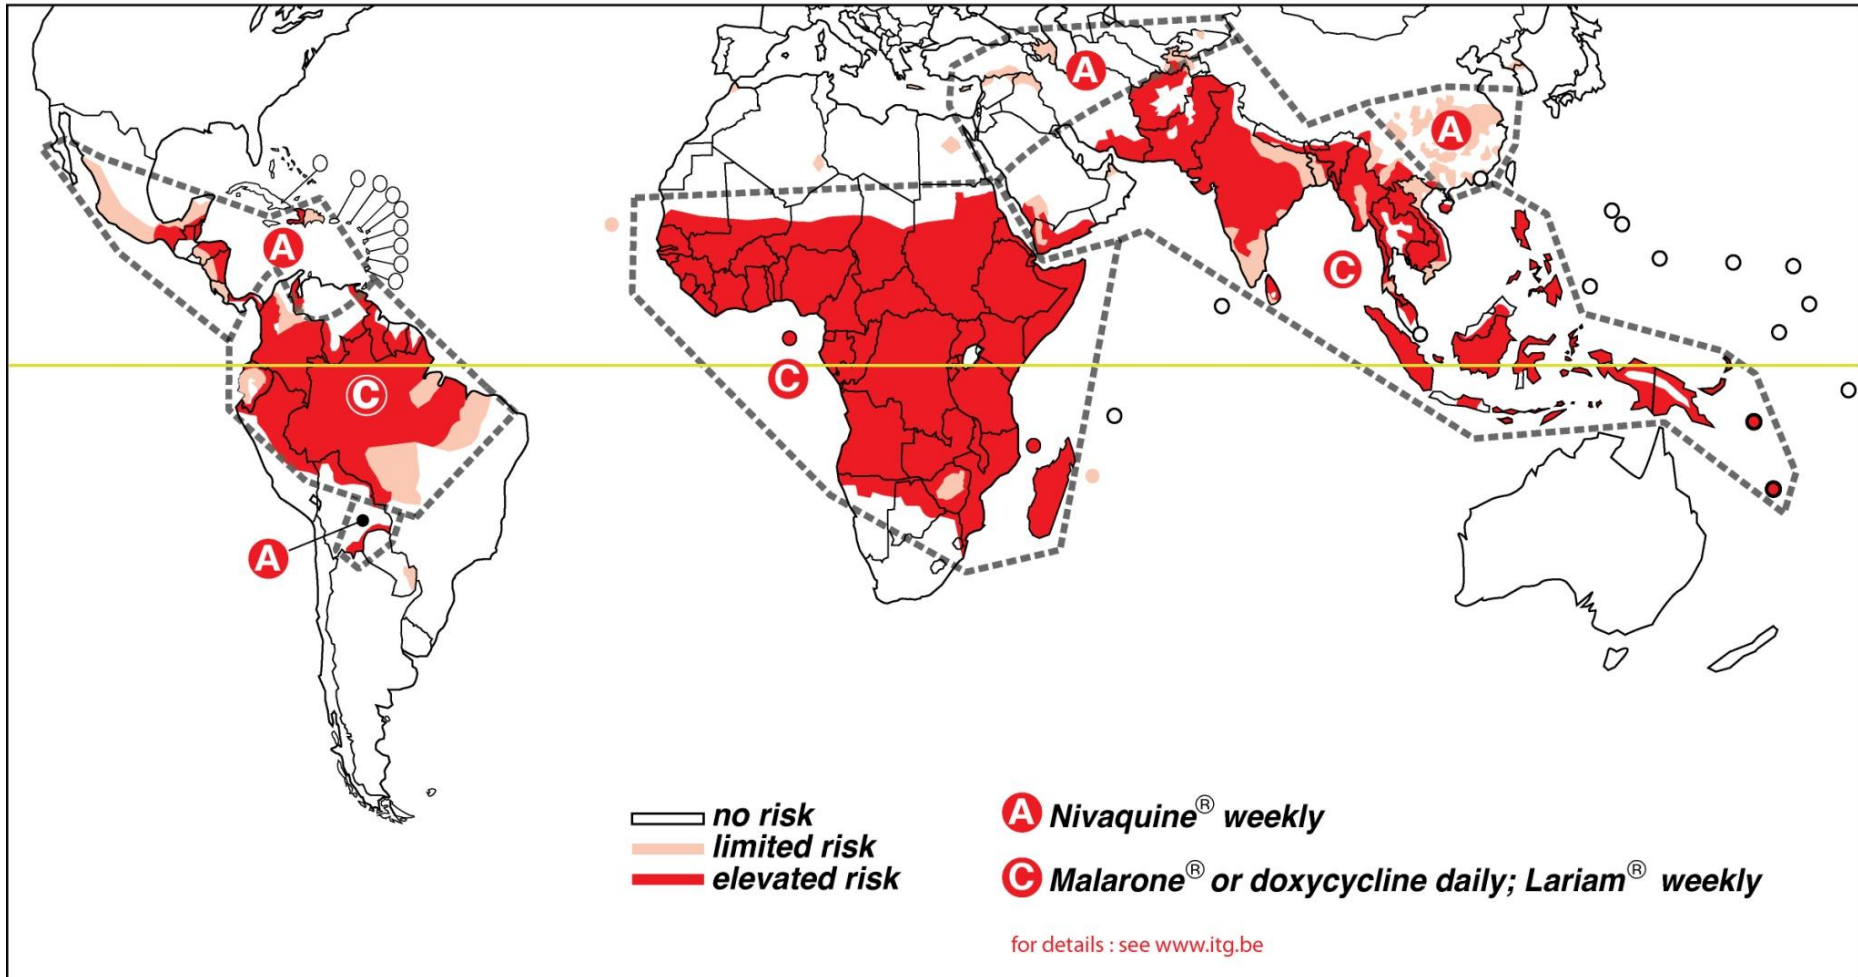 A
A
A
C
C
C
A
no risk
limited risk
elevated risk
A Nivaquine® weekly
C Malarone® or doxycycline daily; Lariam® weekly
for details : see www.itg.be